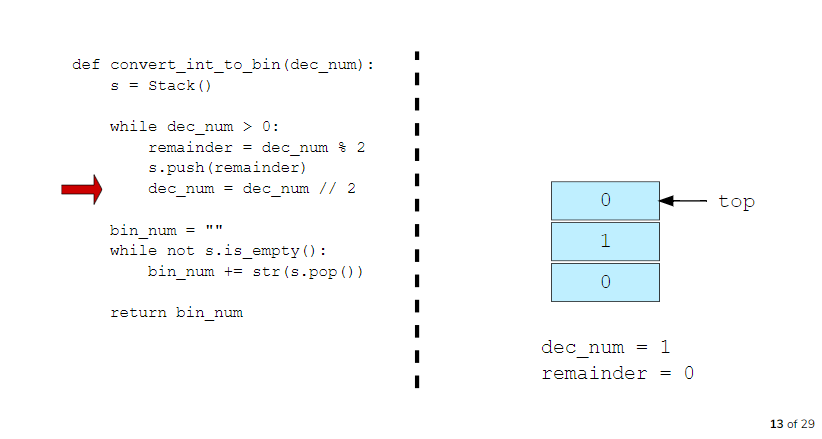 def convert_int_to_bin(dec_num):
    s = Stack()
    while dec_num > 0:
        remainder = dec_num % 2
        s.push(remainder)
        dec_num = dec_num // 2
    bin_num = ""
    while not s.is_empty():
        bin_num += str(s.pop())
    return bin_num
0
top
1
0
dec_num = 1
remainder = 0
13 of 29